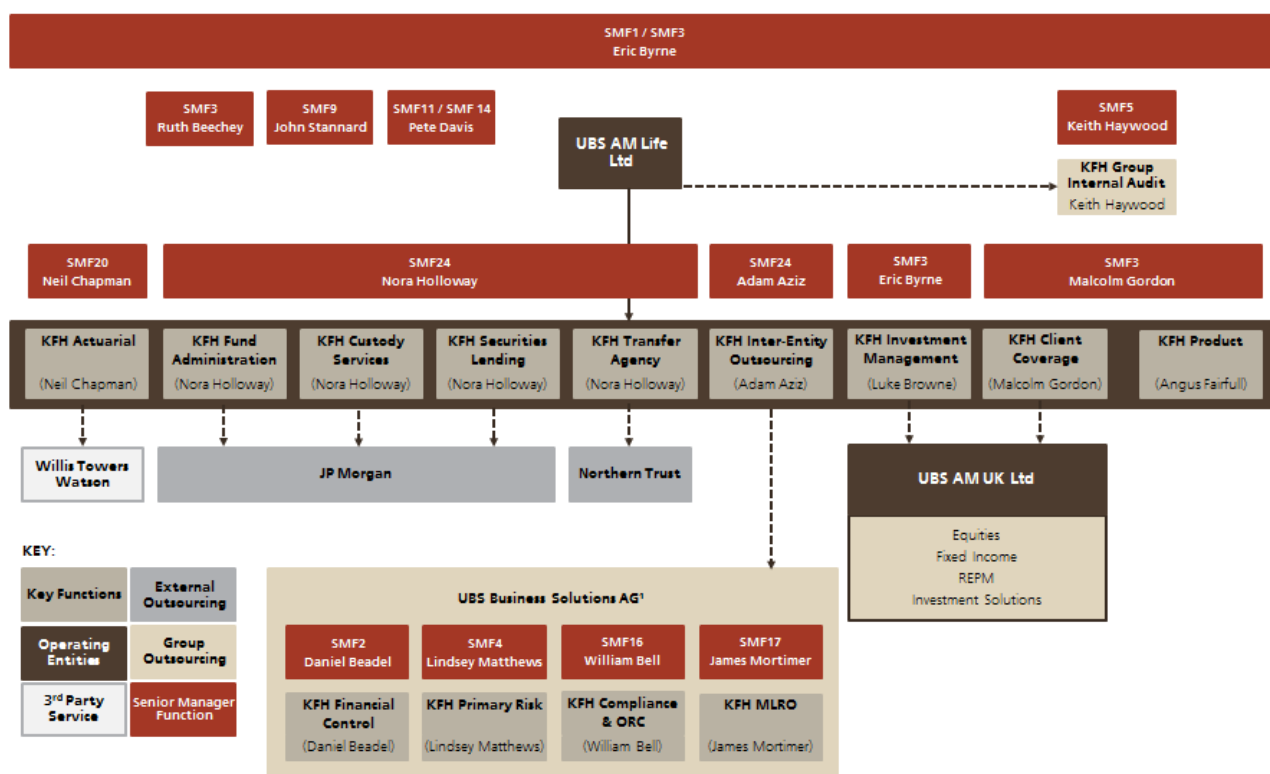 SMF1 / SMF3
Eric Byrne
SMF3
Ruth Beechey
SMF9
John Stannard
SMF11 / SMF 14
Pete Davis
SMF5
Keith Haywood
UBS AM Life
Ltd
KFH Group
Internal Audit
Keith Haywood
SMF20
Neil Chapman
SMF24
Nora Holloway
SMF24
Adam Aziz
SMF3
Eric Byrne
SMF3
Malcolm Gordon
KFH Actuarial
(Neil Chapman)
KFH Fund
Administration
(Nora Holloway)
KFH Custody
Services
(Nora Holloway)
KFH Securities
Lending
(Nora Holloway)
KFH Transfer
Agency
(Nora Holloway)
KFH Inter-Entity
Outsourcing
(Adam Aziz)
KFH Investment
Management
(Luke Browne)
KFH Client
Coverage
(Malcolm Gordon)
KFH Product
(Angus Fairfull)
Willis Towers
Watson
JP Morgan
Northern Trust
UBS AM UK Ltd
Equities
Fixed Income
REPM
Investment Solutions
KEY:
Key Functions
External
Outsourcing
Operating
Entities
Group
Outsourcing
3rd Party
Service
Senior Manager
Function
UBS Business Solutions AG¹
SMF2
Daniel Beadel
SMF4
Lindsey Matthews
SMF16
William Bell
SMF17
James Mortimer
KFH Financial
Control
(Daniel Beadel)
KFH Primary Risk
(Lindsey Matthews)
KFH Compliance
& ORC
(William Bell)
KFH MLRO
(James Mortimer)